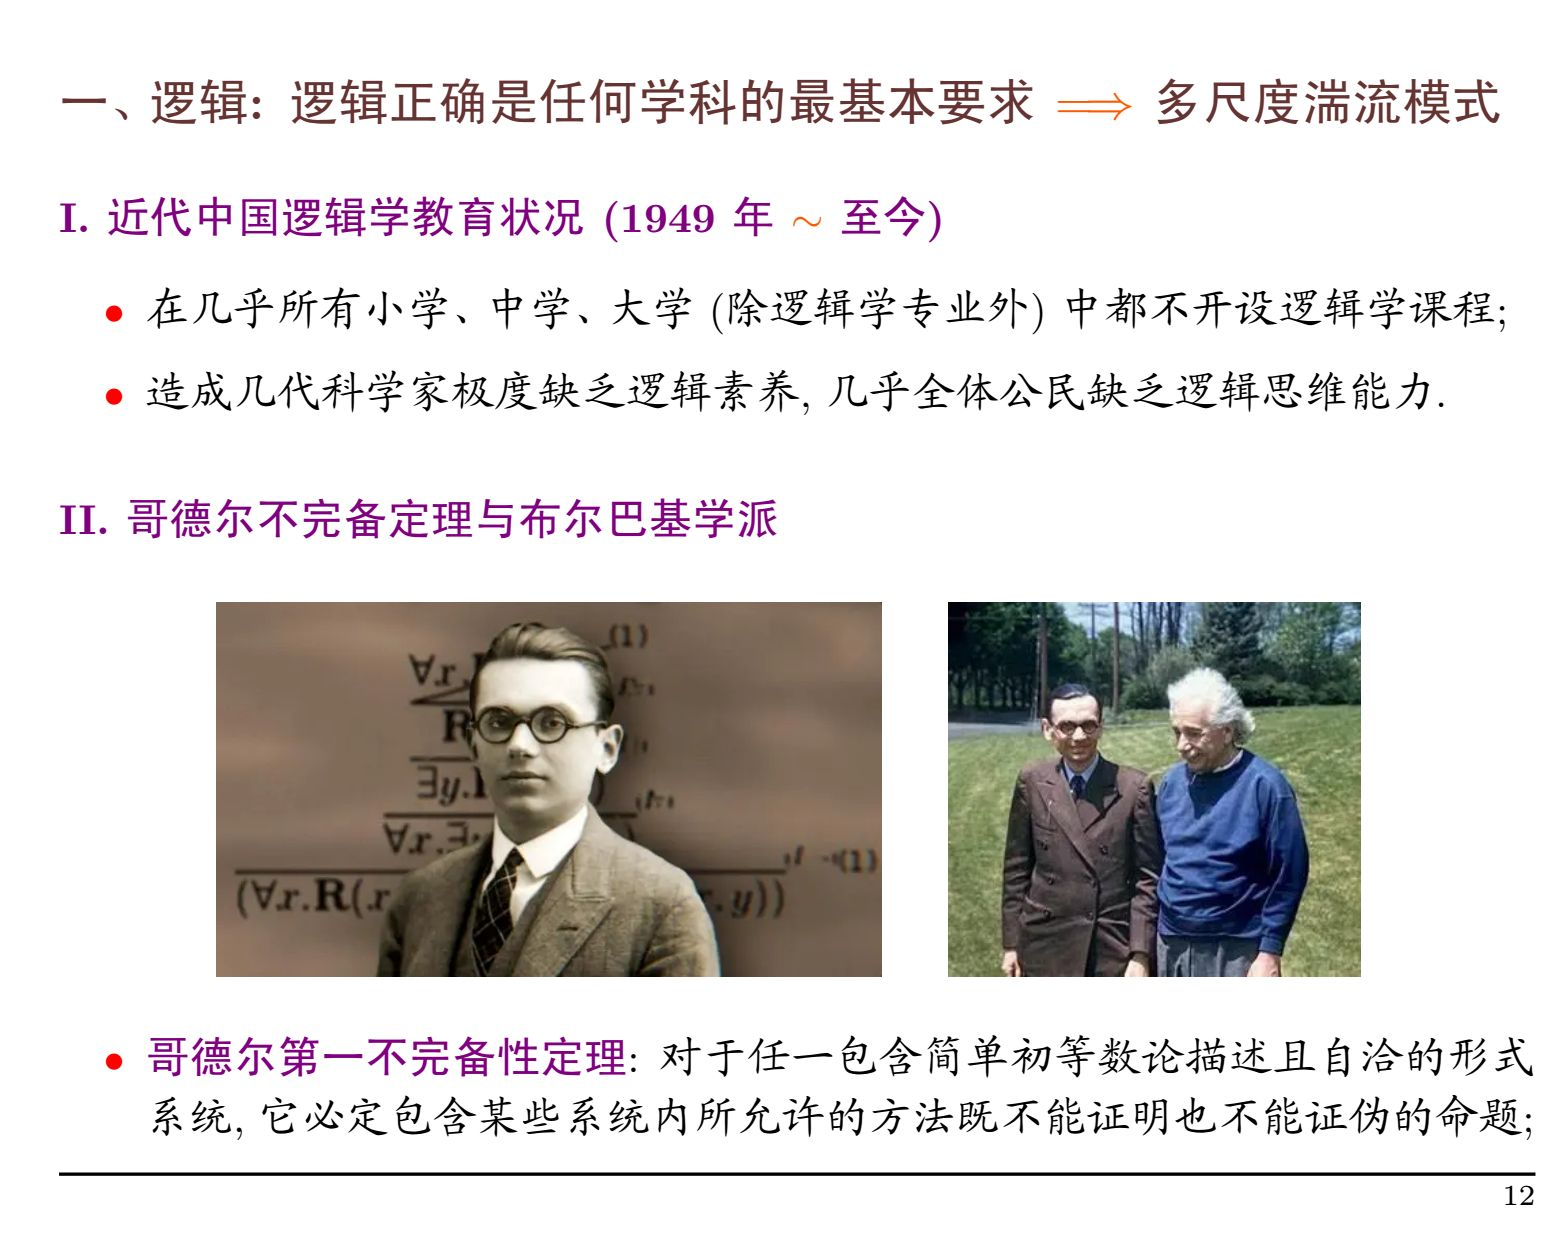 一、逻辑: 逻辑正确是任何学科的最基本要求 ⟹ 多尺度湍流模式
I. 近代中国逻辑学教育状况 (1949 年 ~ 至今)
• 在几乎所有小学、中学、大学 (除逻辑学专业外) 中都不开设逻辑学课程;
• 造成几代科学家极度缺乏逻辑素养, 几乎全体公民缺乏逻辑思维能力.
II. 哥德尔不完备定理与布尔巴基学派
(1)
∀r.
R
∃y.
∀r.∃
(1)
(∀r.R(r
y))
• 哥德尔第一不完备性定理: 对于任一包含简单初等数论描述且自洽的形式
系统, 它必定包含某些系统内所允许的方法既不能证明也不能证伪的命题;
12